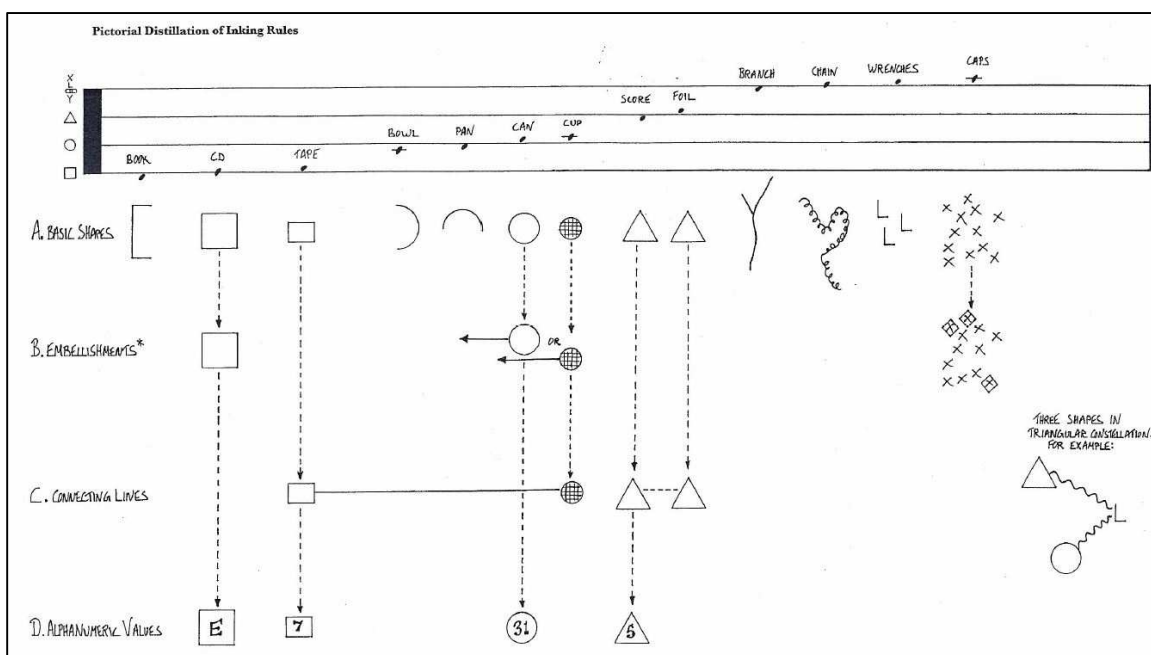 Pictorial Distillation of Inking Rules
BRANCH CHAIN WRENCHES CAPS
SCORE FOIL
BOWL PAN CAN CUP
BOOK CD TAPE
X
L
Y
A. BASIC SHAPES
B. EMBELLISHMENTS*
OR
THREE SHAPES IN
TRIANGULAR CONSTELLATION.
FOR EXAMPLE:
L
C. CONNECTING LINES
D. ALPHANUMERIC VALUES E 7 31 5